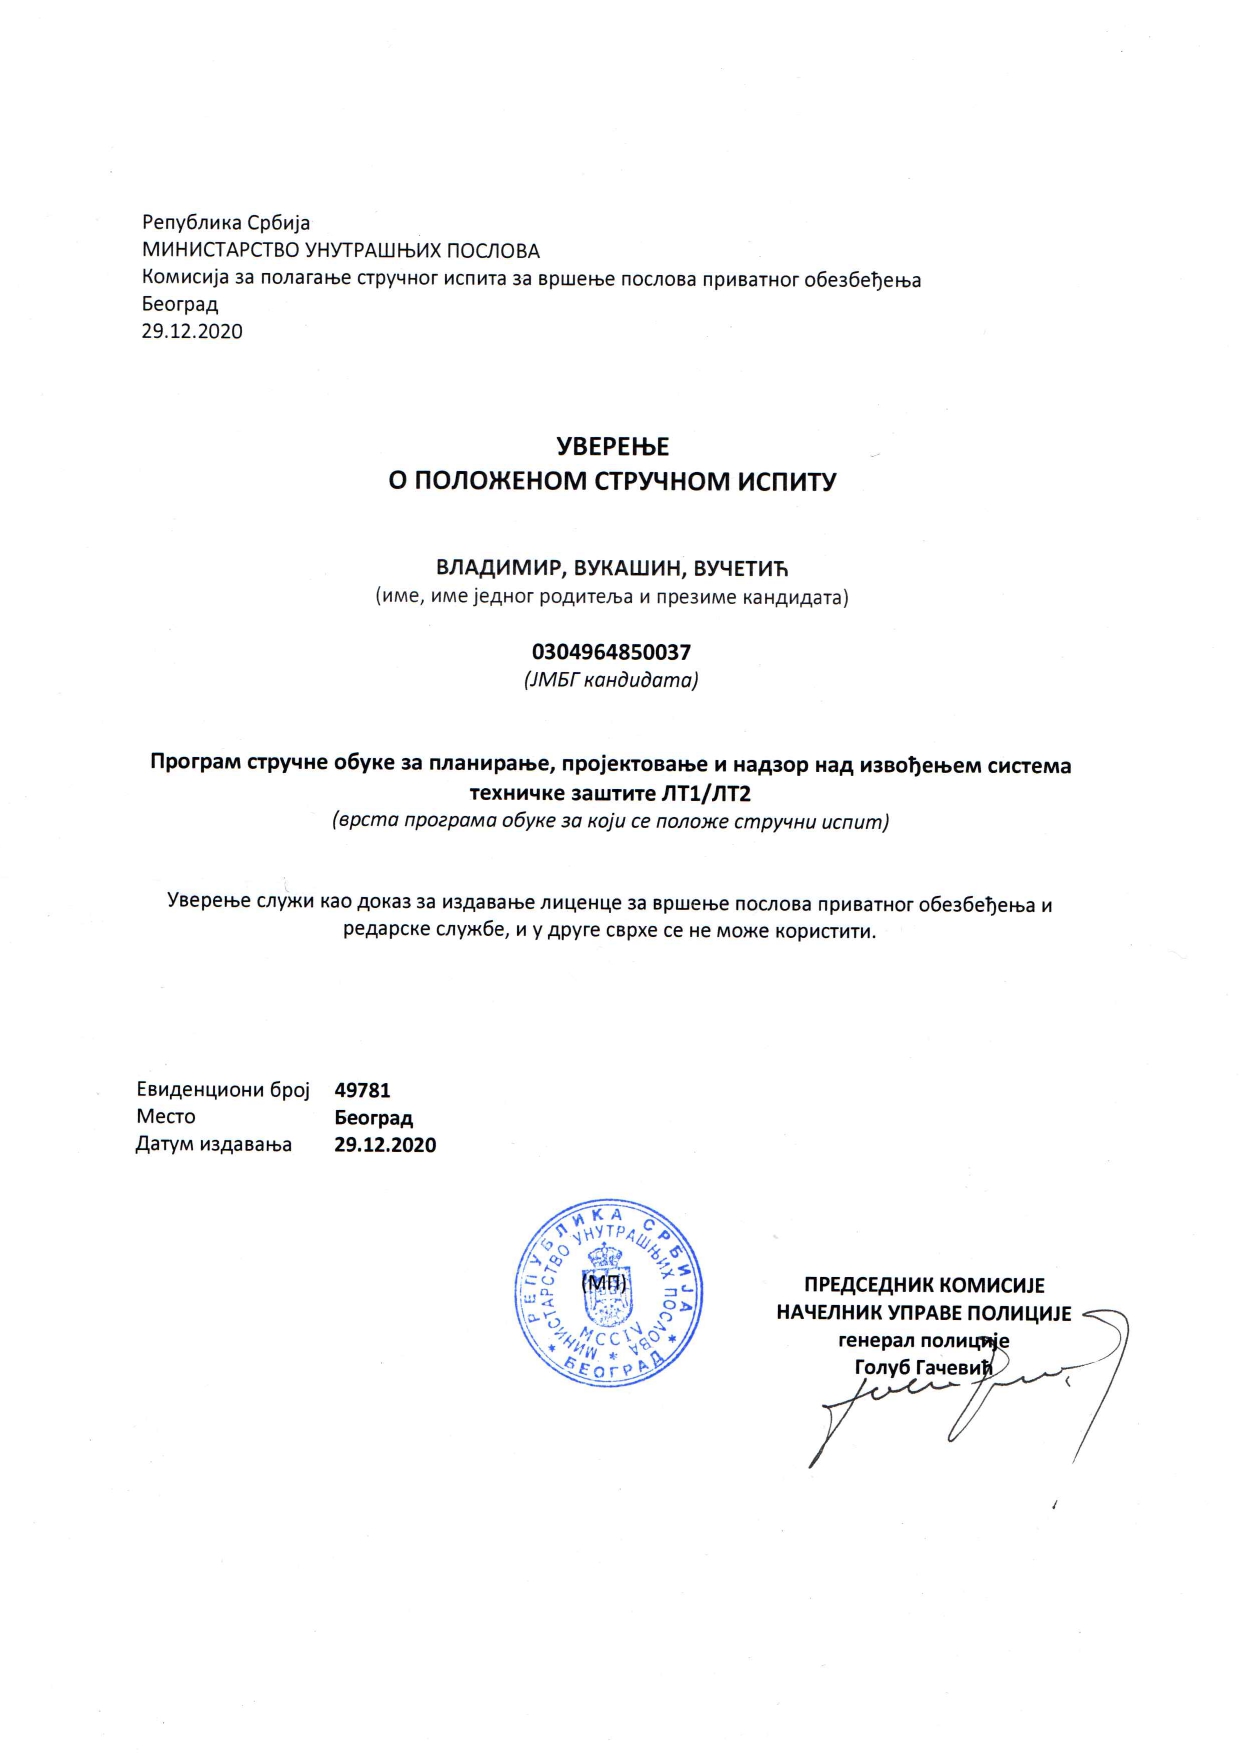 Република Србија
МИНИСТАРСТВО УНУТРАШЊИХ ПОСЛОВА
Комисија за полагање стручног испита за вршење послова приватног обезбеђења
Београд
29.12.2020
УВЕРЕЊЕ
О ПОЛОЖЕНОМ СТРУЧНОМ ИСПИТУ
ВЛАДИМИР, ВУКАШИН, ВУЧЕТИЋ
(име, име једног родитеља и презиме кандидата)
0304964850037
(ЈМБГ кандидата)
Програм стручне обуке за планирање, пројектовање и надзор над извођењем система
техничке заштите ЛТ1/ЛТ2
(врста програма обуке за који се положе стручни испит)
Уверење служи као доказ за издавање лиценце за вршење послова приватног обезбеђења и
редарске службе, и у друге сврхе се не може користити.
Евиденциони број 49781
Место Београд
Датум издавања 29.12.2020
РЕПУБЛИКА СРБИЈА
МИНИСТАРСТВО УНУТРАШЊИХ ПОСЛОВА
(МП)
MCCIV
БЕОГРАД
ПРЕДСЕДНИК КОМИСИЈЕ
НАЧЕЛНИК УПРАВЕ ПОЛИЦИЈЕ
генерал полиције
Голуб Гачевић